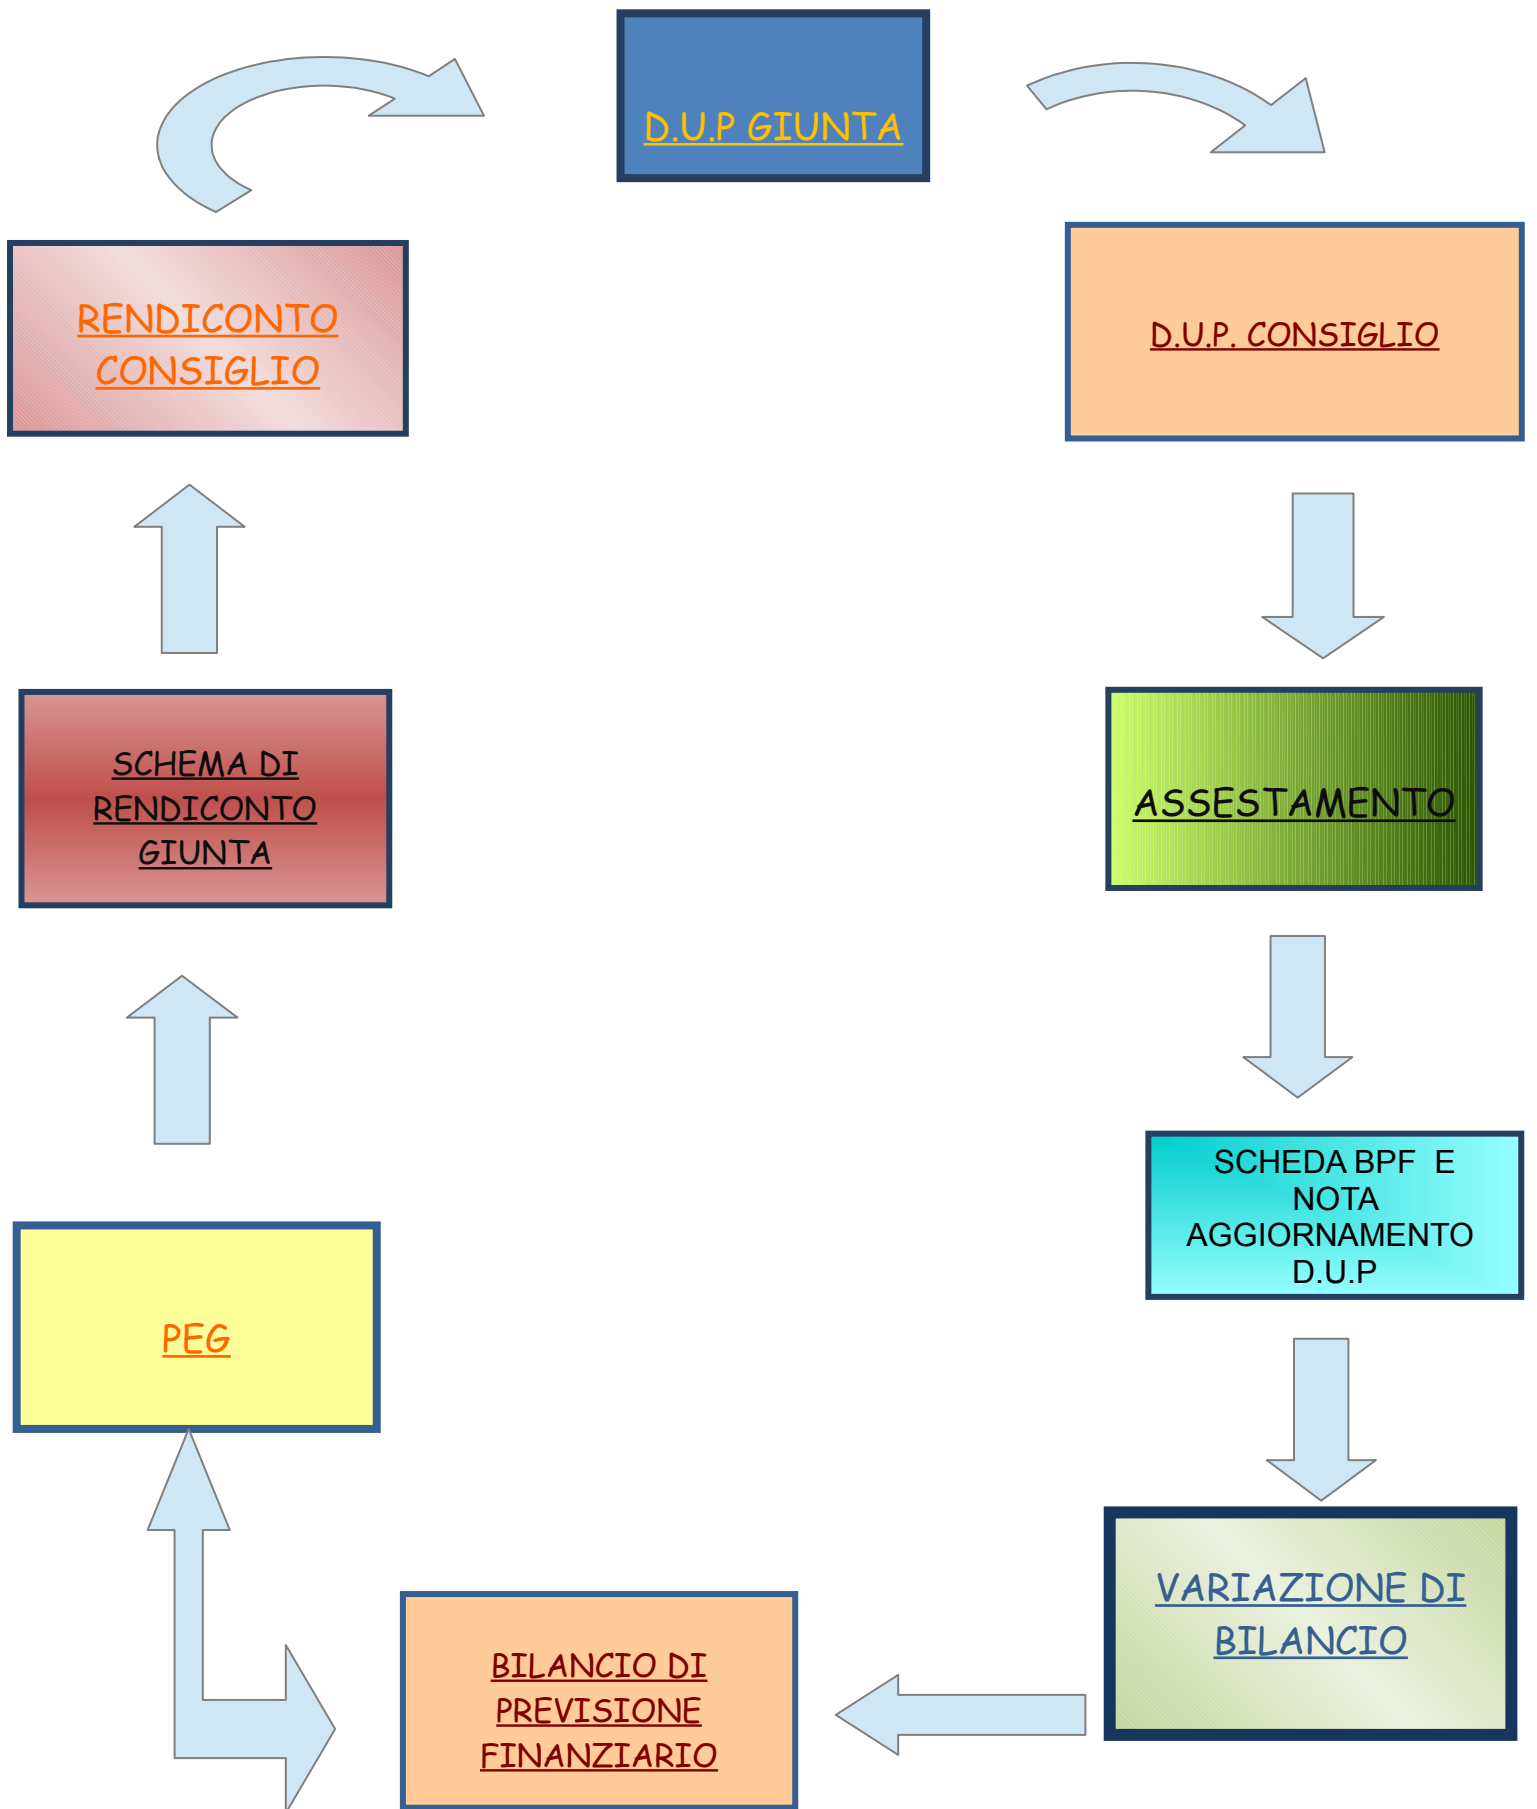 D.U.P GIUNTA
RENDICONTO
CONSIGLIO
D.U.P. CONSIGLIO
SCHEMA DI
RENDICONTO
GIUNTA
ASSESTAMENTO
SCHEDA BPF E
NOTA
AGGIORNAMENTO
D.U.P
PEG
VARIAZIONE DI
BILANCIO
BILANCIO DI
PREVISIONE
FINANZIARIO